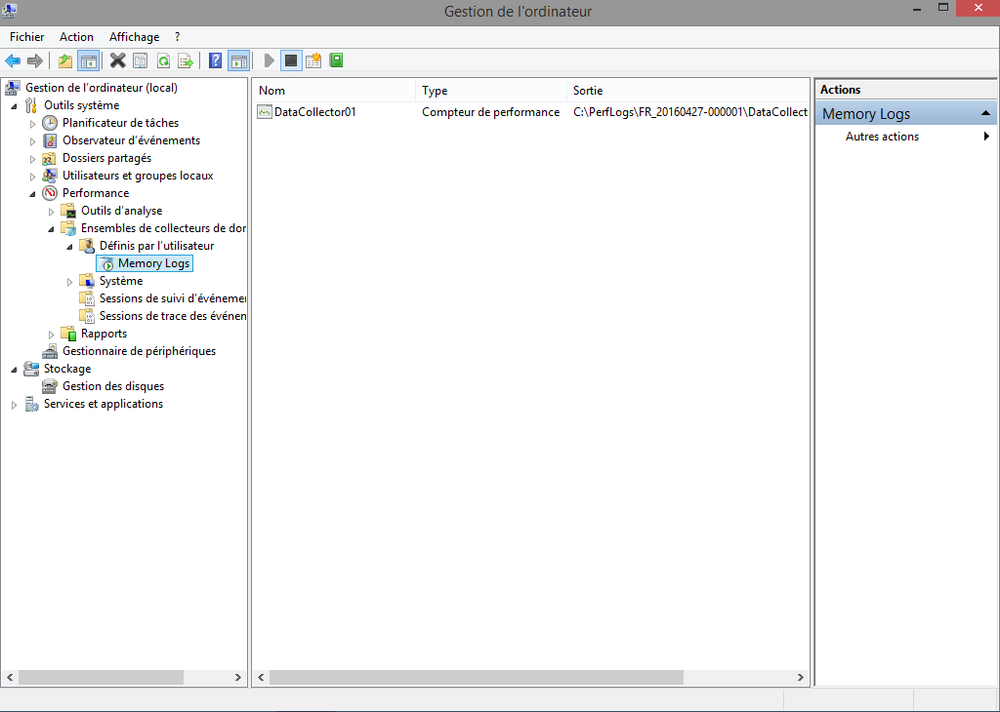 Gestion de l'ordinateur
Fichier Action Affichage ?
Gestion de l'ordinateur (local)
Outils système
Planificateur de tâches
Observateur d'événements
Dossiers partagés
Utilisateurs et groupes locaux
Performance
Outils d'analyse
Ensembles de collecteurs de dor
Définis par l'utilisateur
Memory Logs
Système
Sessions de suivi d'événemer
Sessions de trace des événen
Rapports
Gestionnaire de périphériques
Stockage
Gestion des disques
Services et applications
Nom Type Sortie
DataCollector01 Compteur de performance C:\PerfLogs\FR_20160427-000001\DataCollect
Actions
Memory Logs
Autres actions